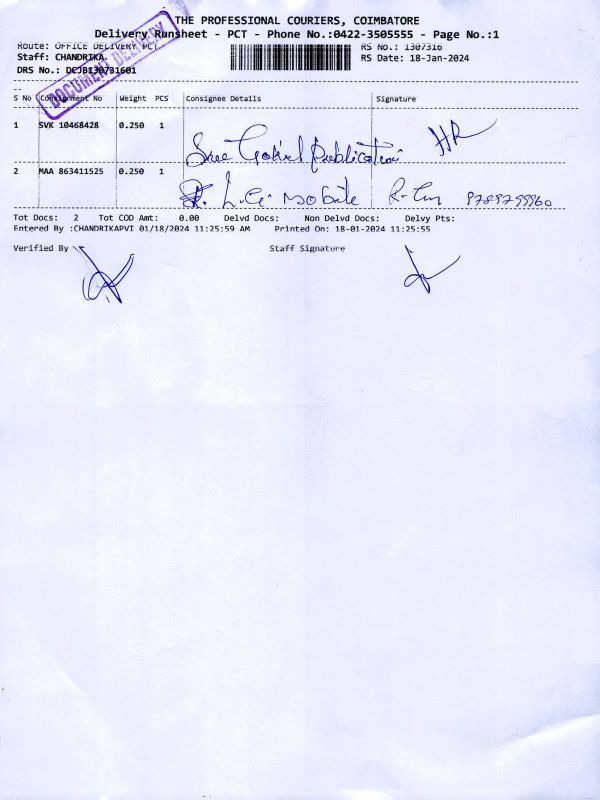 THE PROFESSIONAL COURIERS, COIMBATORE
Delivery Runsheet - PCT - Phone No.:0422-3505555 - Page No.:1
Route: OFFICE DELIVERY PCT RS No.: 1307316
Staff: CHANDRIKA. RS Date: 18-Jan-2024
DRS No.: DCJBI30731601
DOCUMENT DELIVERY
S No Consignment No Weight PCS Consignee Details Signature
1 SVK 10468428 0.250 1 Sree Publication HR
2 MAA 863411525 0.250 1 Mobile
Tot Docs: 2 Tot COD Amt: 0.00 Delvd Docs: Non Delvd Docs: Delvy Pts:
Entered By :CHANDRIKAPVI 01/18/2024 11:25:59 AM Printed On: 18-01-2024 11:25:55
Verified By Staff Signature